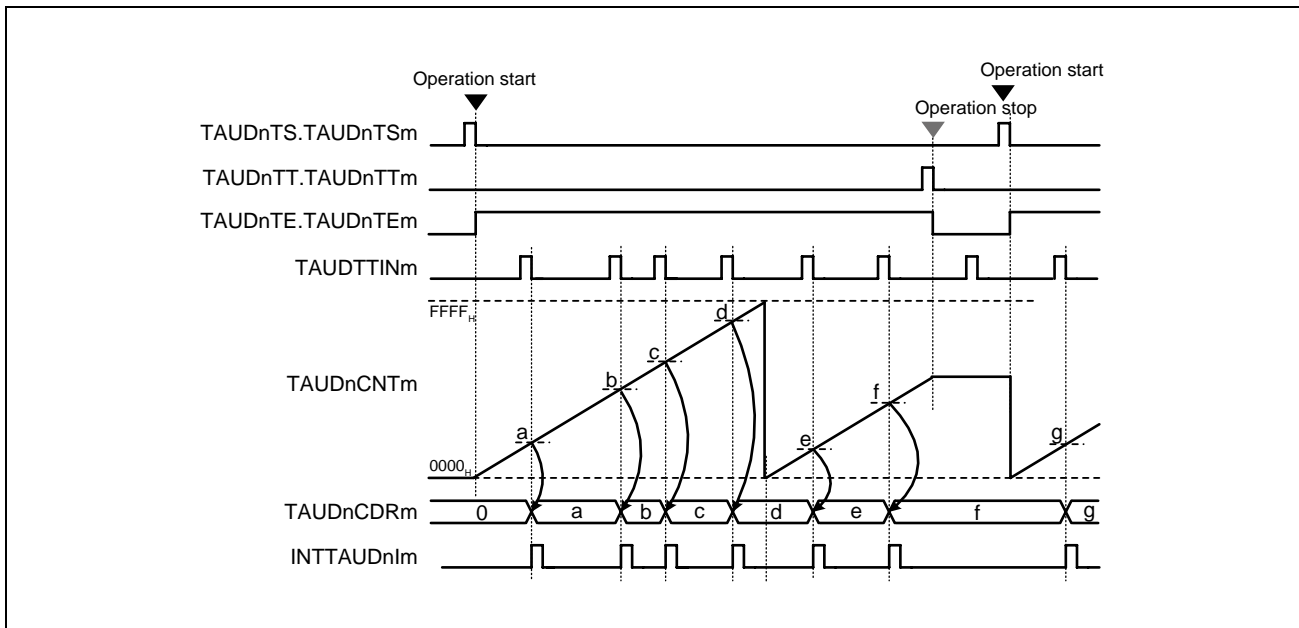 Operation start
Operation start
Operation stop
TAUDnTS.TAUDnTSm
TAUDnTT.TAUDnTTm
TAUDnTE.TAUDnTEm
TAUDTTINm
FFFFH
d
c
TAUDnCNTm
b
f
a
e
g
0000H
TAUDnCDRm 0 a b c d e f g
INTTAUDnIm